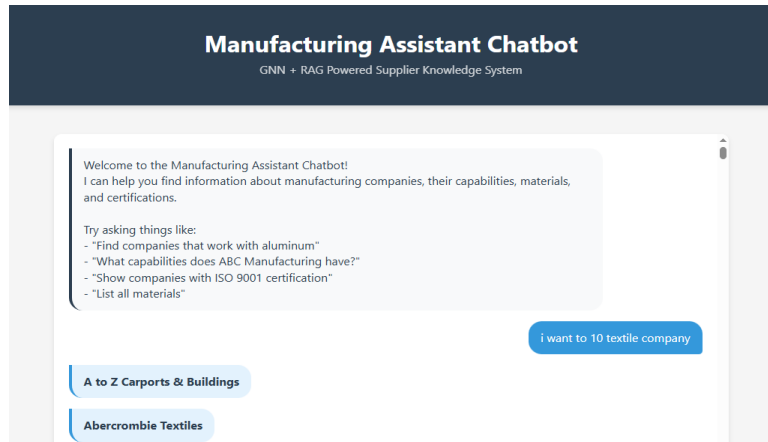 Manufacturing Assistant Chatbot
GNN + RAG Powered Supplier Knowledge System
Welcome to the Manufacturing Assistant Chatbot!
I can help you find information about manufacturing companies, their capabilities, materials,
and certifications.
Try asking things like:
- "Find companies that work with aluminum"
- "What capabilities does ABC Manufacturing have?"
- "Show companies with ISO 9001 certification"
- "List all materials"
i want to 10 textile company
A to Z Carports & Buildings
Abercrombie Textiles